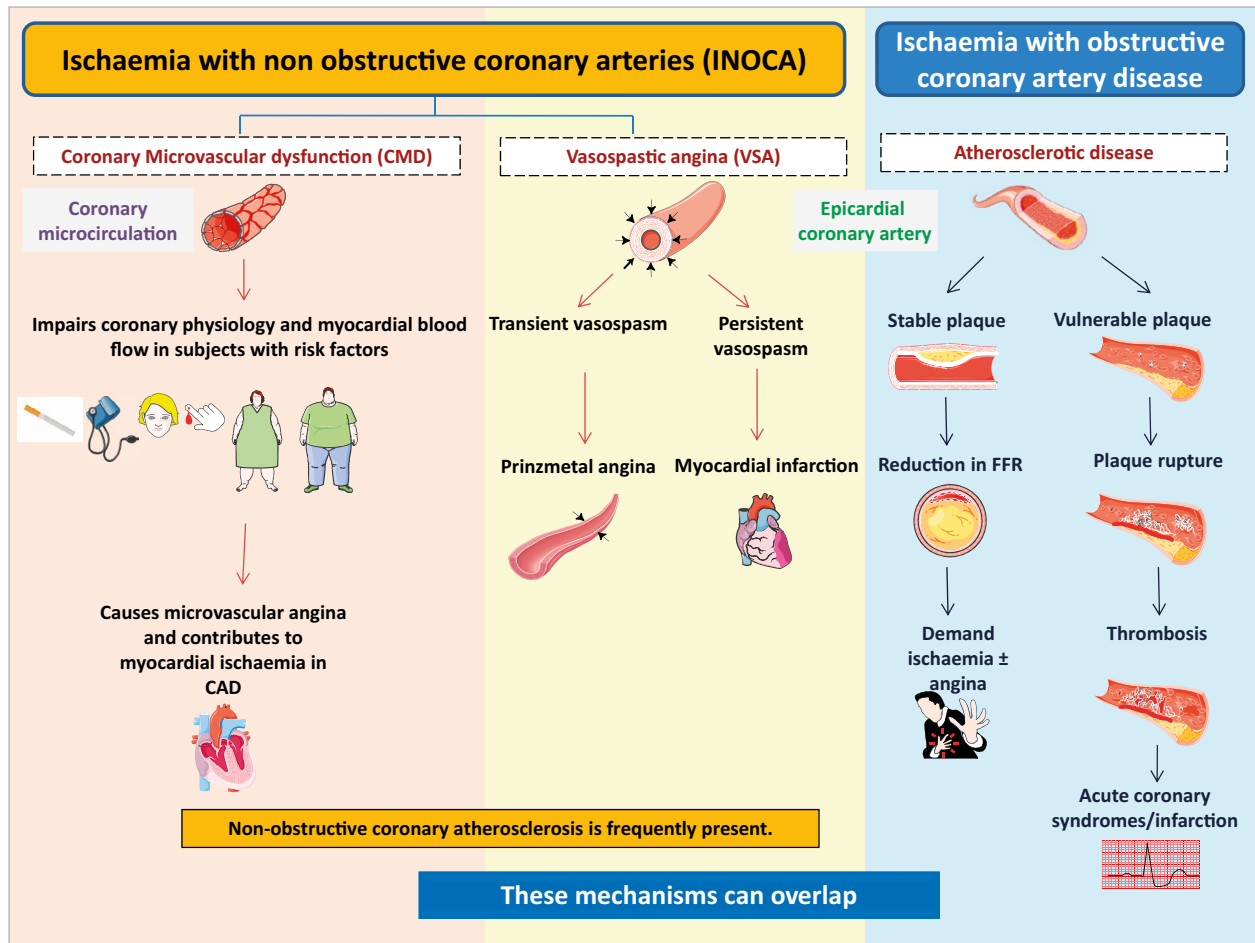 Ischaemia with non obstructive coronary arteries (INOCA)
Ischaemia with obstructive
coronary artery disease
Coronary Microvascular dysfunction (CMD)
Vasospastic angina (VSA)
Atherosclerotic disease
Coronary
microcirculation
Epicardial
coronary artery
Impairs coronary physiology and myocardial blood
flow in subjects with risk factors
Transient vasospasm
Persistent
vasospasm
Stable plaque
Vulnerable plaque
Prinzmetal angina
Myocardial infarction
Reduction in FFR
Plaque rupture
Causes microvascular angina
and contributes to
myocardial ischaemia in
CAD
Demand
ischaemia ±
angina
Thrombosis
Acute coronary
syndromes/infarction
Non-obstructive coronary atherosclerosis is frequently present.
These mechanisms can overlap